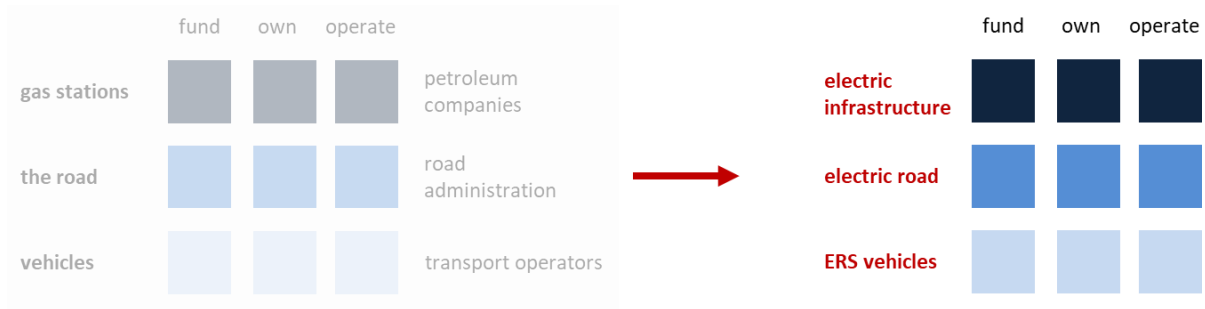 fund own operate
gas stations
petroleum
companies
the road
road
administration
vehicles
transport operators
fund own operate
electric
infrastructure
electric road
ERS vehicles